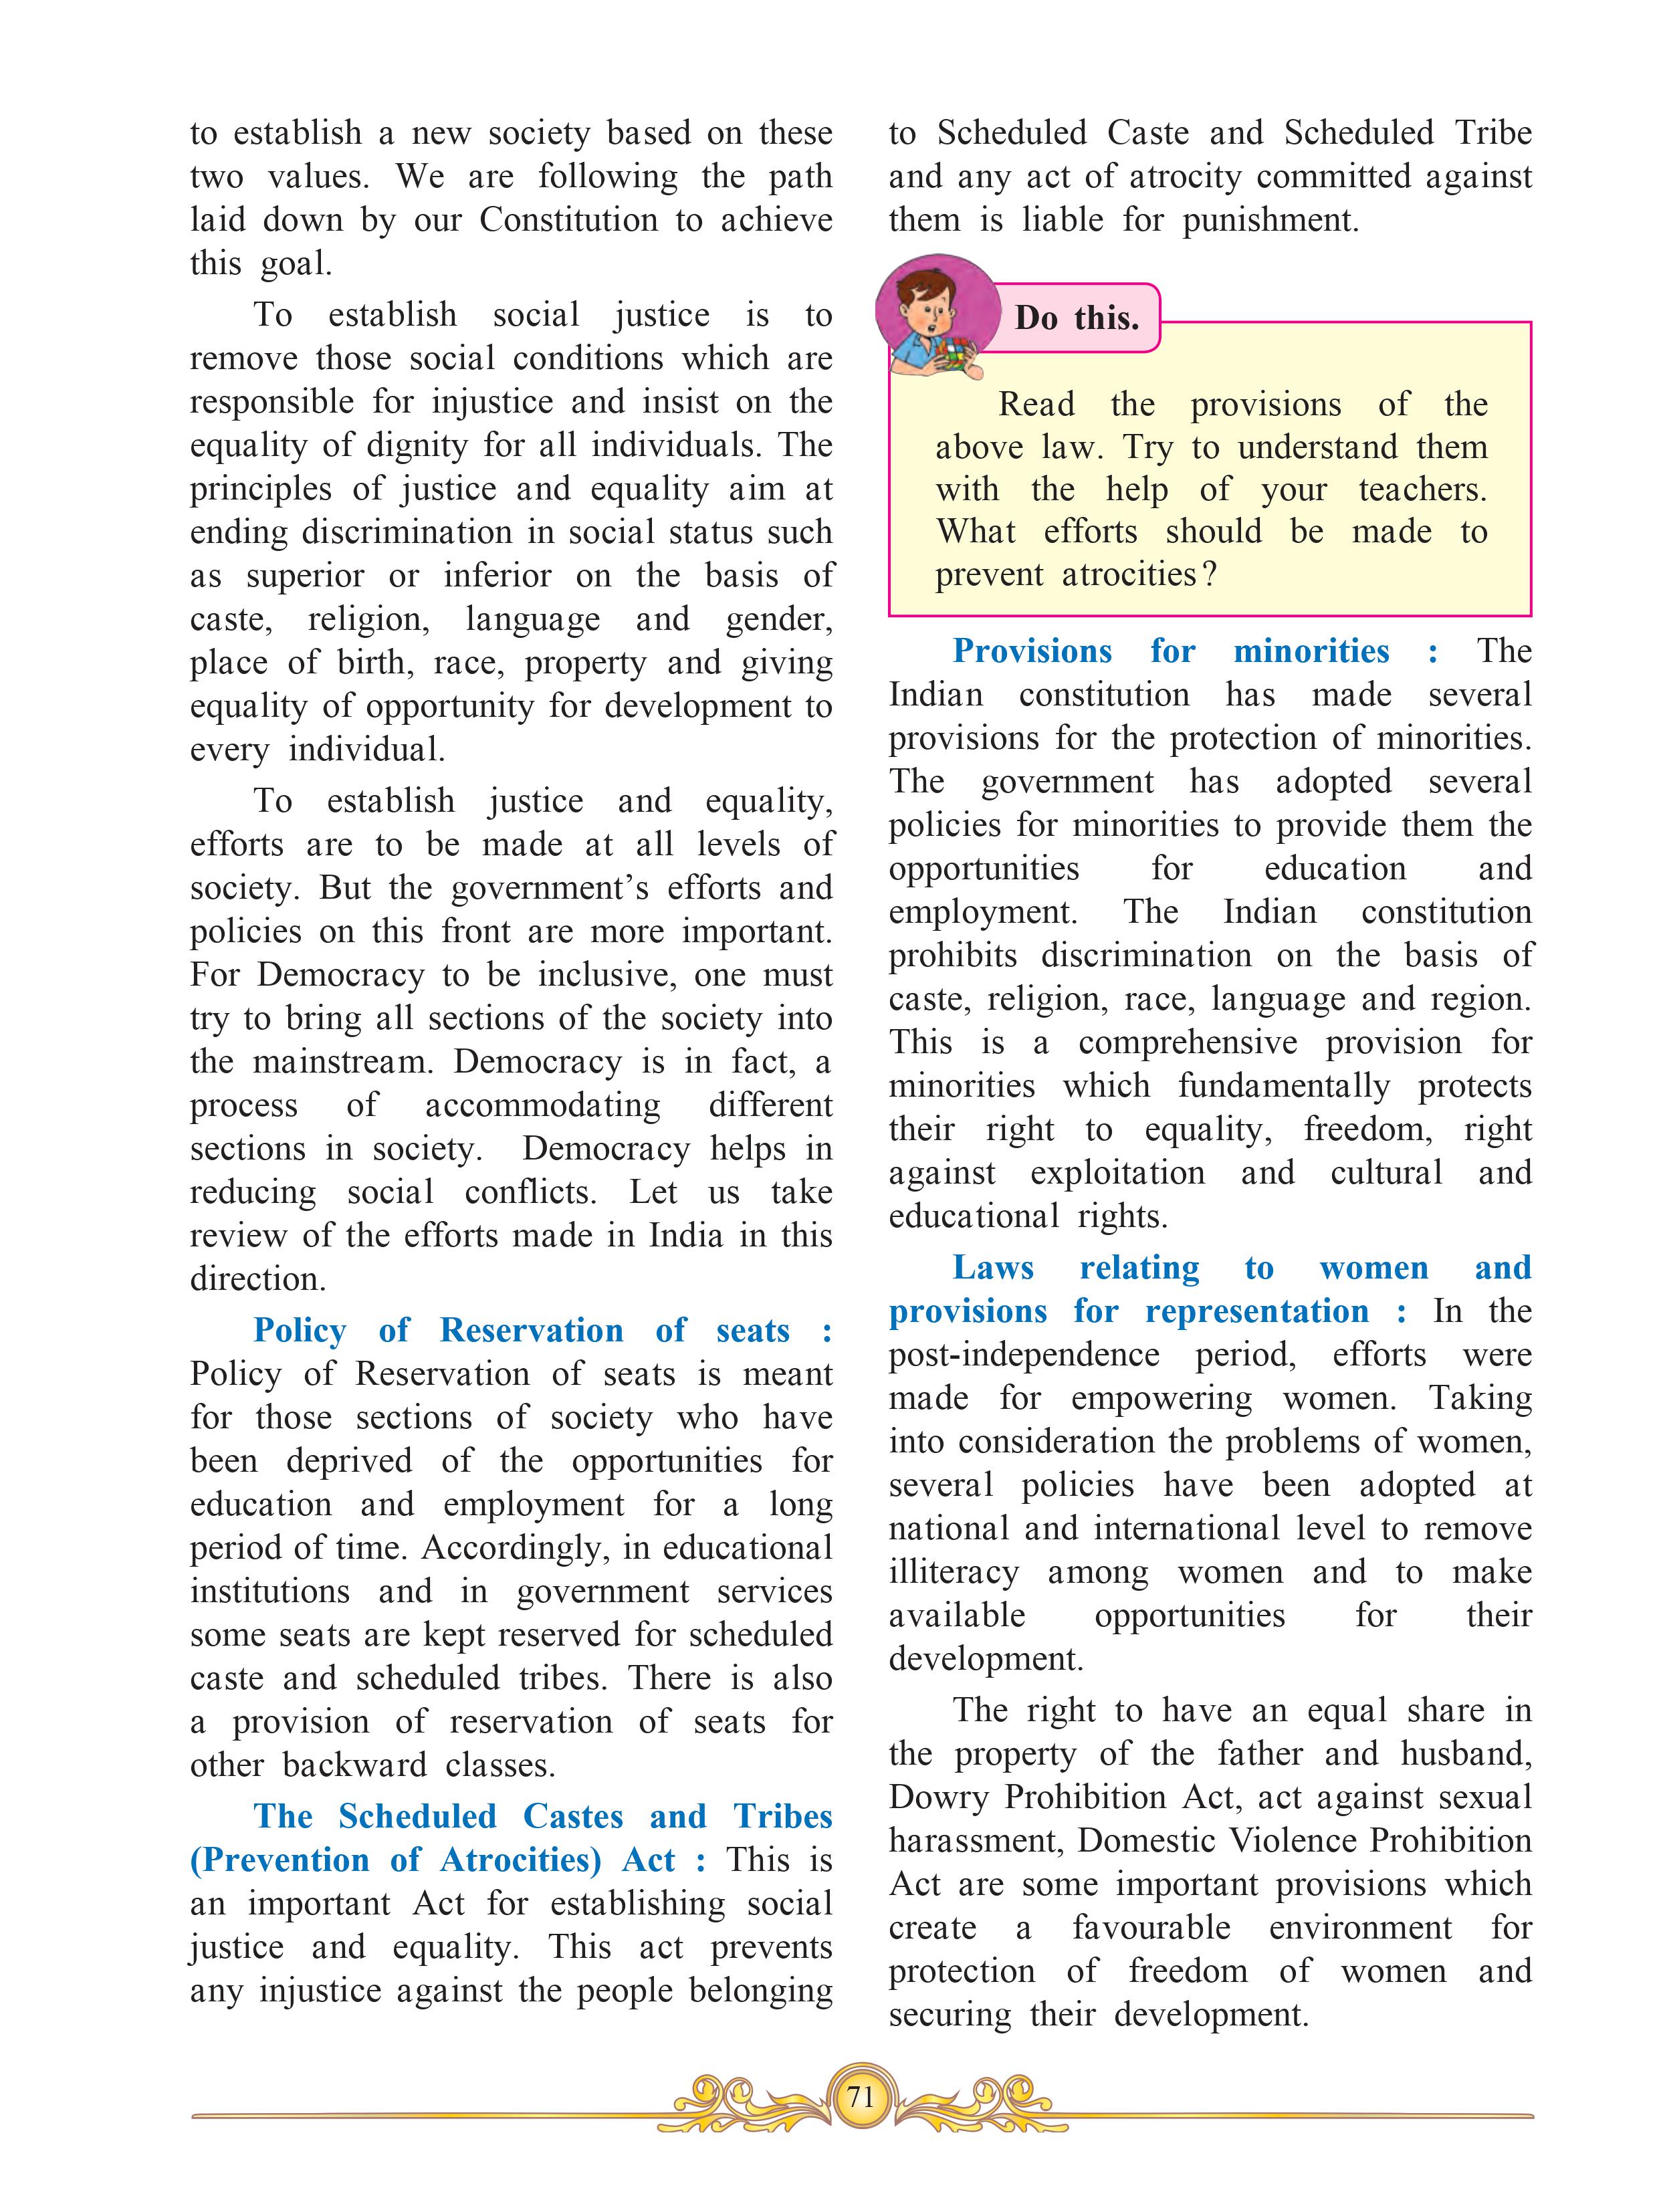 to establish a new society based on these
two values. We are following the path
laid down by our Constitution to achieve
this goal.
To establish social justice is to
remove those social conditions which are
responsible for injustice and insist on the
equality of dignity for all individuals. The
principles of justice and equality aim at
ending discrimination in social status such
as superior or inferior on the basis of
caste, religion, language and gender,
place of birth, race, property and giving
equality of opportunity for development to
every individual.
To establish justice and equality,
efforts are to be made at all levels of
society. But the government’s efforts and
policies on this front are more important.
For Democracy to be inclusive, one must
try to bring all sections of the society into
the mainstream. Democracy is in fact, a
process of accommodating different
sections in society. Democracy helps in
reducing social conflicts. Let us take
review of the efforts made in India in this
direction.
Policy of Reservation of seats :
Policy of Reservation of seats is meant
for those sections of society who have
been deprived of the opportunities for
education and employment for a long
period of time. Accordingly, in educational
institutions and in government services
some seats are kept reserved for scheduled
caste and scheduled tribes. There is also
a provision of reservation of seats for
other backward classes.
The Scheduled Castes and Tribes
(Prevention of Atrocities) Act : This is
an important Act for establishing social
justice and equality. This act prevents
any injustice against the people belonging
to Scheduled Caste and Scheduled Tribe
and any act of atrocity committed against
them is liable for punishment.
Do this.
Read the provisions of the
above law. Try to understand them
with the help of your teachers.
What efforts should be made to
prevent atrocities?
Provisions for minorities : The
Indian constitution has made several
provisions for the protection of minorities.
The government has adopted several
policies for minorities to provide them the
opportunities for education and
employment. The Indian constitution
prohibits discrimination on the basis of
caste, religion, race, language and region.
This is a comprehensive provision for
minorities which fundamentally protects
their right to equality, freedom, right
against exploitation and cultural and
educational rights.
Laws relating to women and
provisions for representation : In the
post-independence period, efforts were
made for empowering women. Taking
into consideration the problems of women,
several policies have been adopted at
national and international level to remove
illiteracy among women and to make
available opportunities for their
development.
The right to have an equal share in
the property of the father and husband,
Dowry Prohibition Act, act against sexual
harassment, Domestic Violence Prohibition
Act are some important provisions which
create a favourable environment for
protection of freedom of women and
securing their development.
71